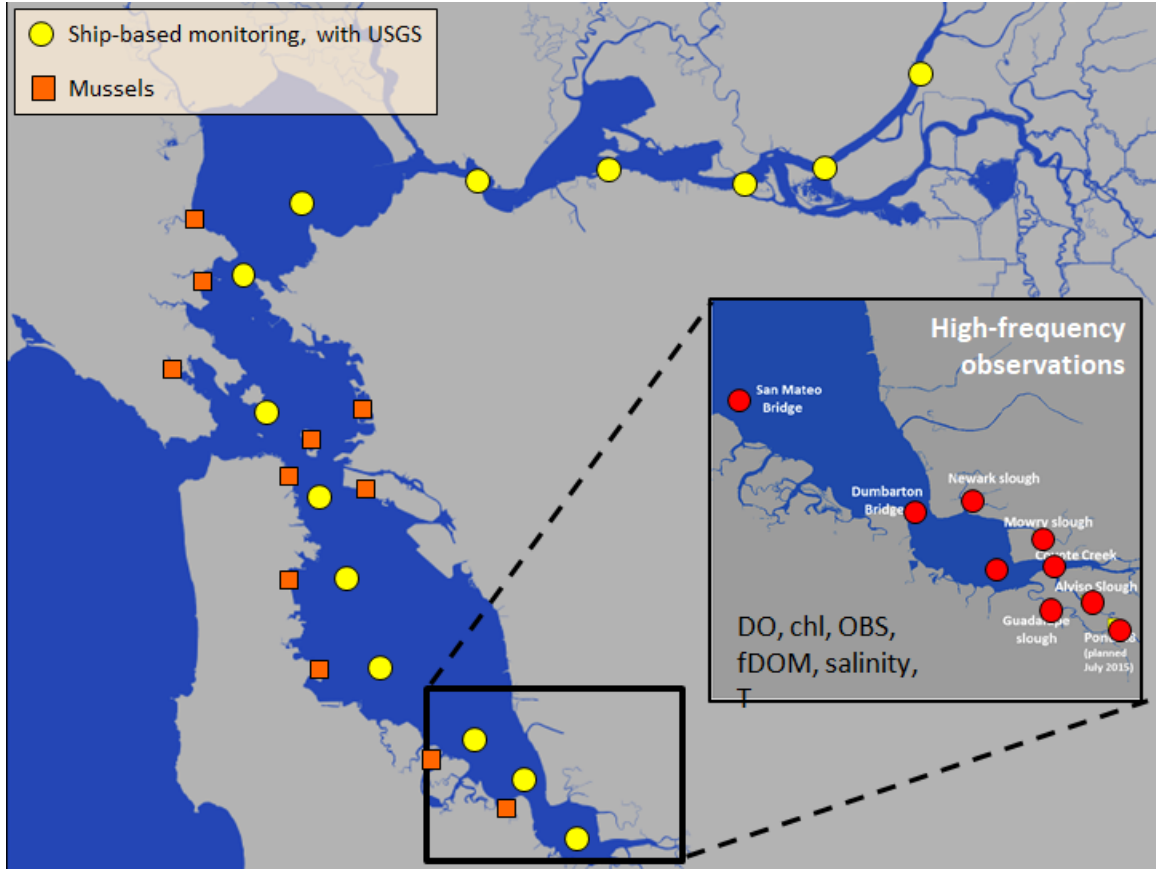 Ship-based monitoring, with USGS
Mussels
High-frequency
observations
San Mateo
Bridge
Newark slough
Dumbarton
Bridge
Mowry slough
Coyote Creek
Alviso Slough
Guadalupe
slough
(planned
July 2015)
DO, chl, OBS,
fDOM, salinity,
T